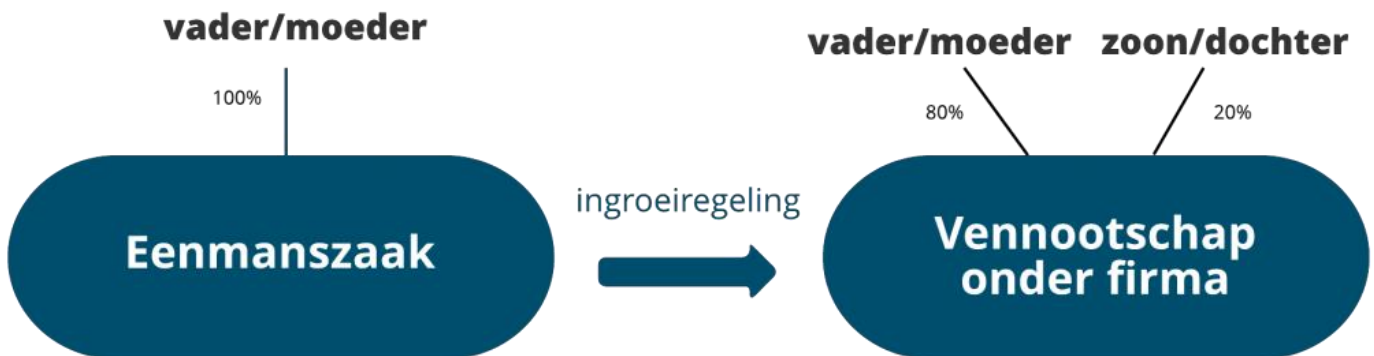 vader/moeder
100%
Eenmanszaak
ingroeiregeling
vader/moeder zoon/dochter
80% 20%
Vennootschap
onder firma